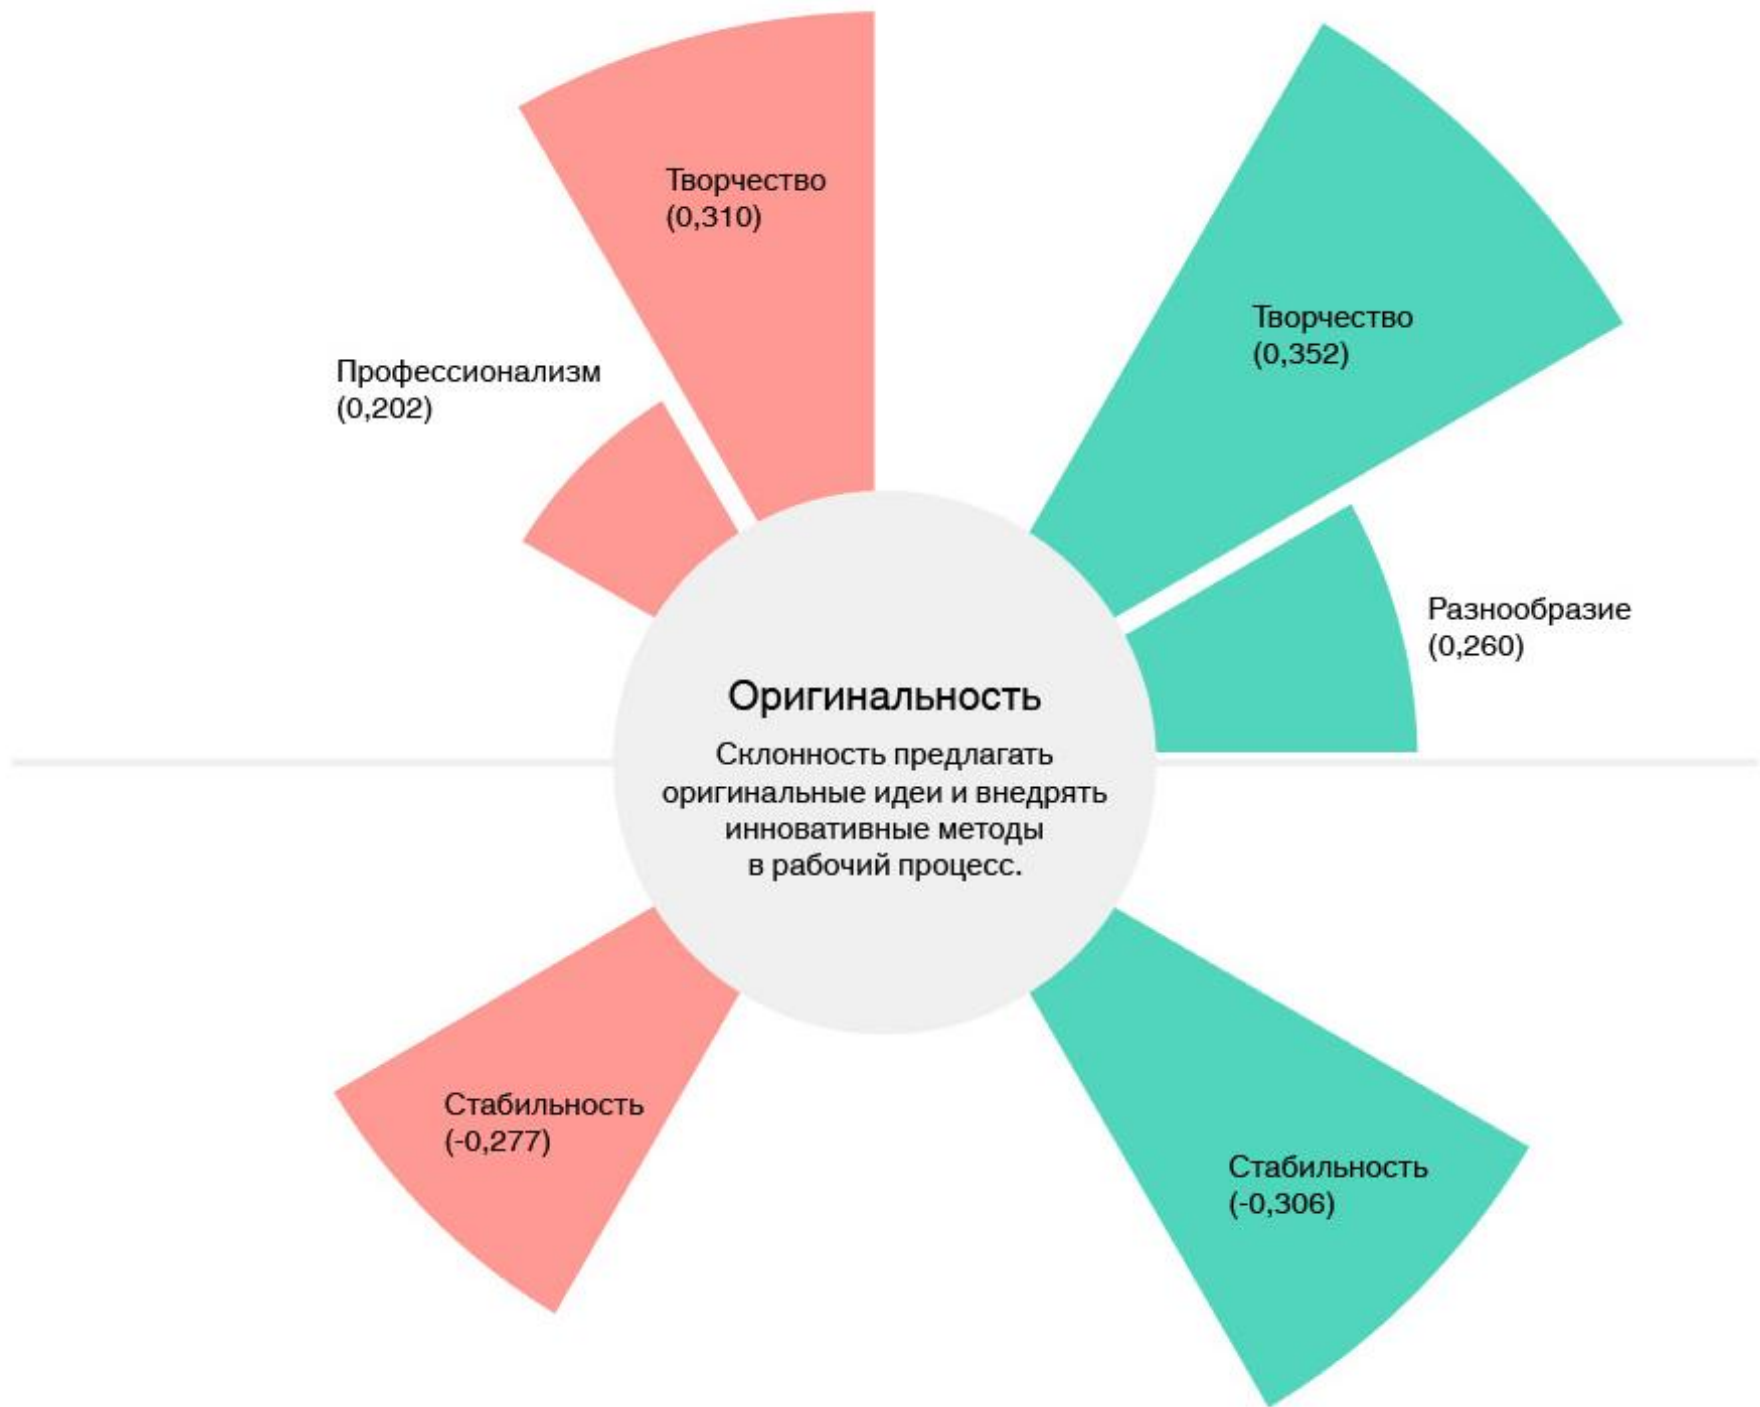 Творчество
(0,310)
Творчество
(0,352)
Профессионализм
(0,202)
Разнообразие
(0,260)
Оригинальность
Склонность предлагать
оригинальные идеи и внедрять
инновативные методы
в рабочий процесс.
Стабильность
(-0,277)
Стабильность
(-0,306)